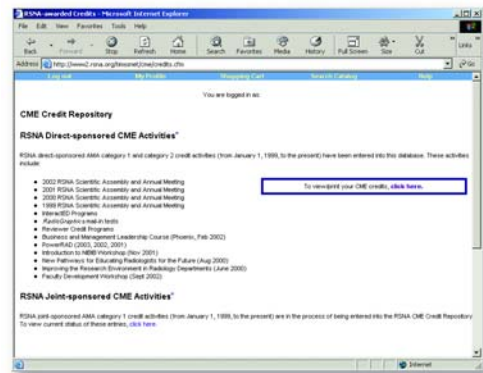 RSNA-awarded Credits - Microsoft Internet Explorer
File Edit View Favorites Tools Help
Back Forward Stop Refresh Home Search Favorites Media History Full Screen Size Cut Links
Address http://www2.rsna.org/timssnet/cme/credits.cfm Go
Log out My Profile Shopping Cart Search Catalog Help
You are logged in as:
CME Credit Repository
RSNA Direct-sponsored CME Activities*
RSNA direct-sponsored AMA category 1 and category 2 credit activities (from January 1, 1999, to the present) have been entered into this database. These activities
include:
2002 RSNA Scientific Assembly and Annual Meeting
2001 RSNA Scientific Assembly and Annual Meeting
2000 RSNA Scientific Assembly and Annual Meeting
1999 RSNA Scientific Assembly and Annual Meeting
InteractED Programs
RadioGraphics mail-in tests
Reviewer Credit Programs
Business and Management Leadership Course (Phoenix, Feb 2002)
PowerRAD (2003, 2002, 2001)
Introduction to NIBIB Workshop (Nov 2001)
New Pathways for Educating Radiologists for the Future (Aug 2000)
Improving the Research Environment in Radiology Departments (June 2000)
Faculty Development Workshop (Sept 2002)
To view/print your CME credits, click here.
RSNA Joint-sponsored CME Activities*
RSNA joint-sponsored AMA category 1 credit activities (from January 1, 1999, to the present) are in the process of being entered into the RSNA CME Credit Repository.
To view current status of these entries, click here.
Internet